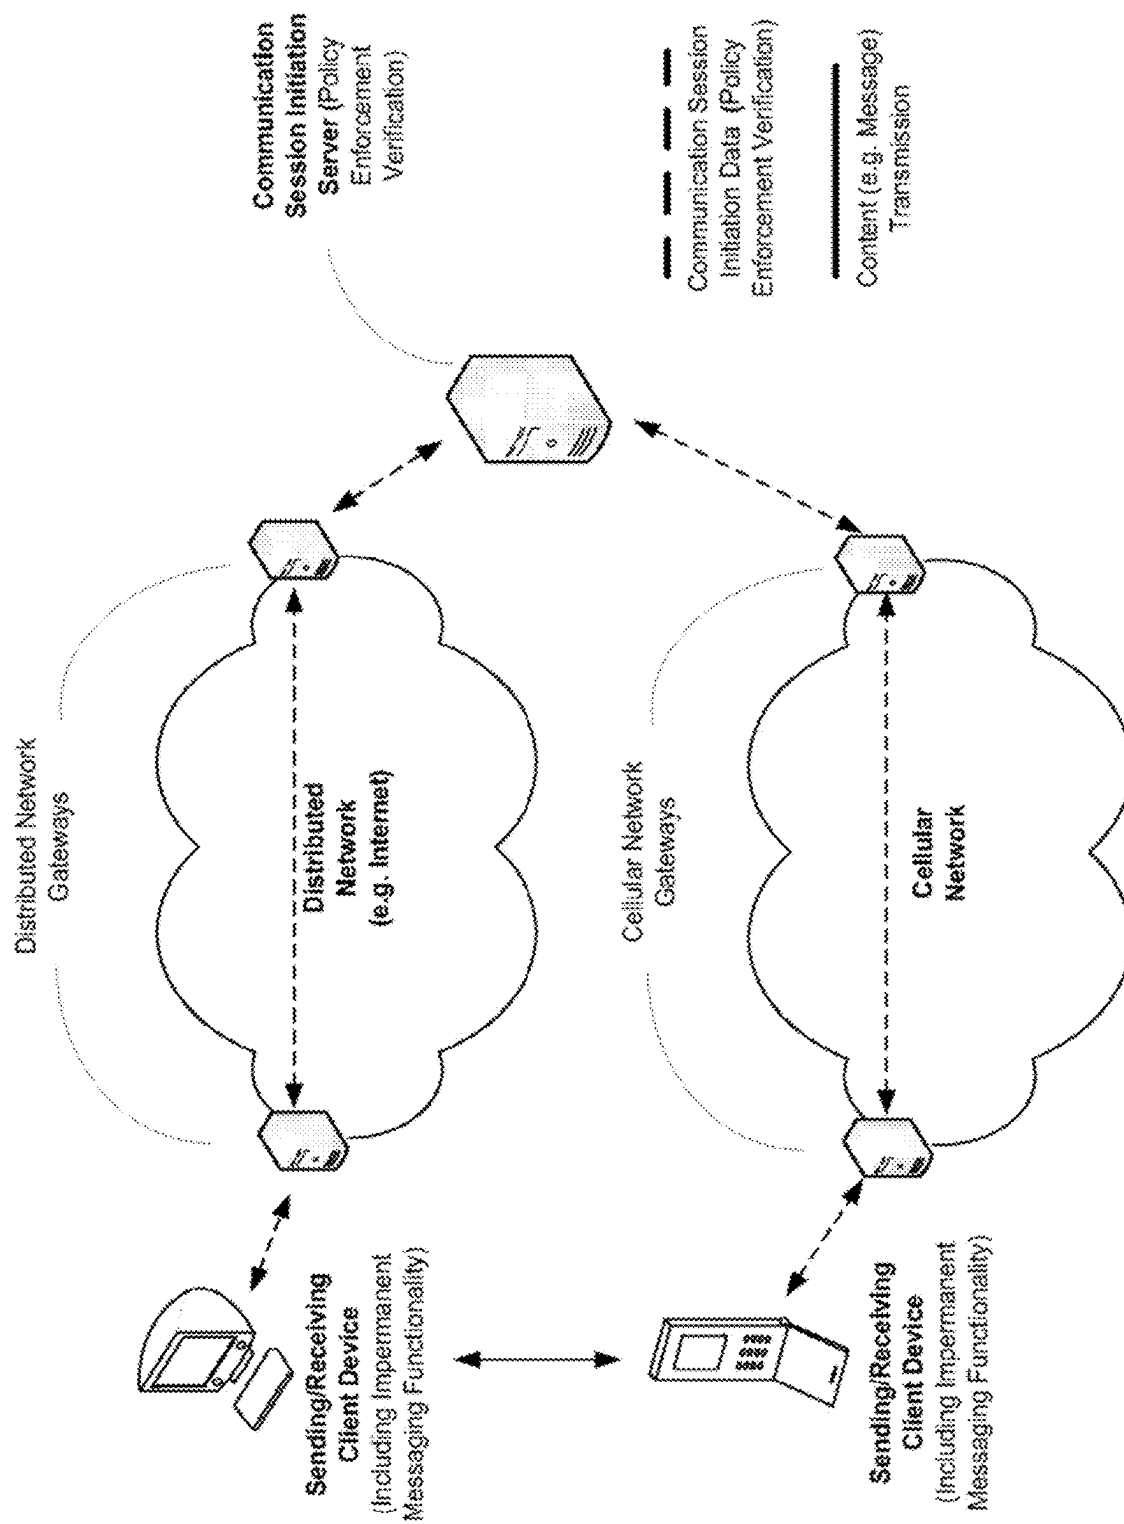 Distributed Network
Gateways
Communication
Session Initiation
Server (Policy
Enforcement
Verification)
Sending/Receiving
Client Device
(Including Impermanent
Messaging Functionality)
Distributed
Network
(e.g. Internet)
Cellular Network
Gateways
Communication Session
Initiation Data (Policy
Enforcement Verification)
Content (e.g. Message)
Transmission
Sending/Receiving
Client Device
(Including Impermanent
Messaging Functionality)
Cellular
Network